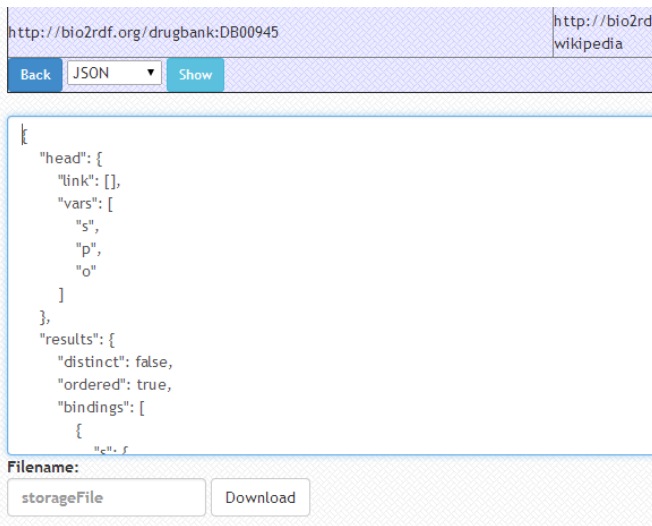 http://bio2rdf.org/drugbank:DB00945
http://bio2rd
wikipedia
Back JSON Show
{
"head": {
"link": [],
"vars": [
"s",
"p",
"o"
]
},
"results": {
"distinct": false,
"ordered": true,
"bindings": [
{
"s": {
Filename:
storageFile Download